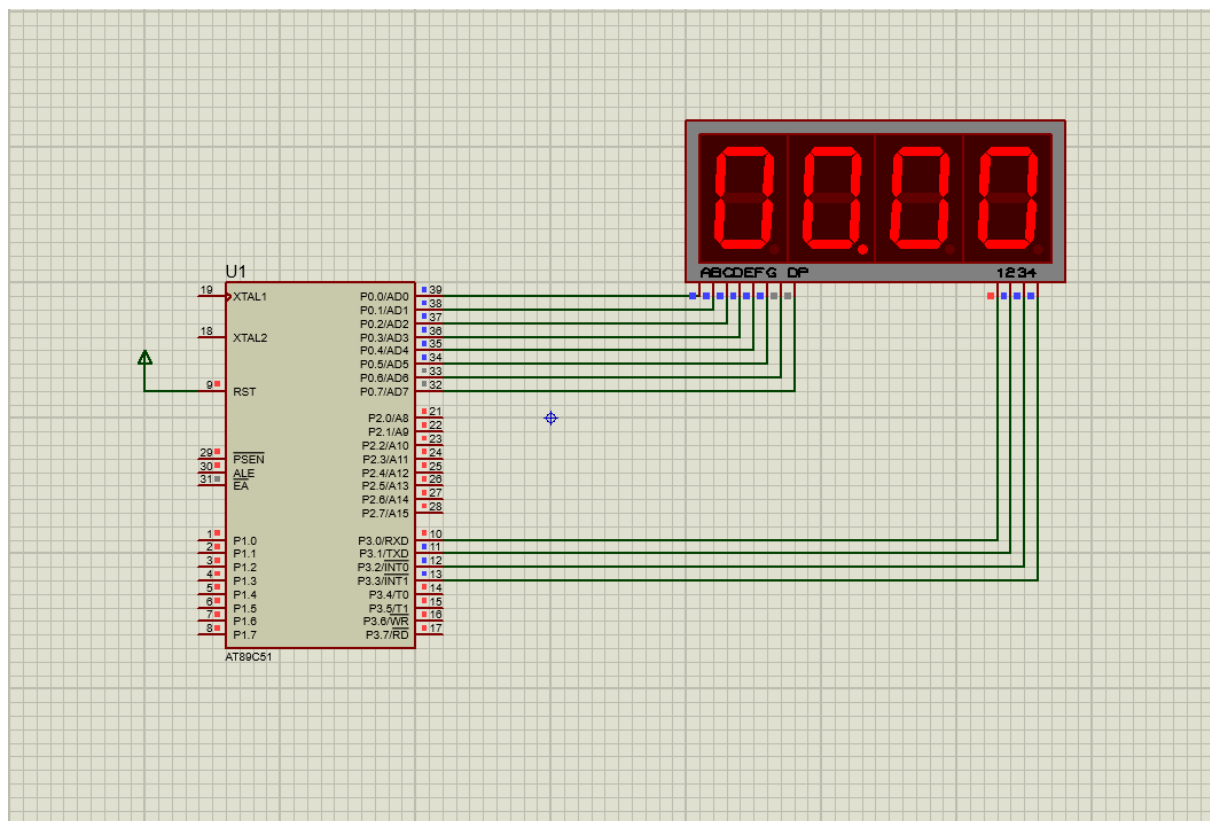 00.00
ABCDEFG DP
1234
U1
19 XTAL1
18 XTAL2
9 RST
29 PSEN
30 ALE
31 EA
1 P1.0
2 P1.1
3 P1.2
4 P1.3
5 P1.4
6 P1.5
7 P1.6
8 P1.7
P0.0/AD0 39
P0.1/AD1 38
P0.2/AD2 37
P0.3/AD3 36
P0.4/AD4 35
P0.5/AD5 34
P0.6/AD6 33
P0.7/AD7 32
P2.0/A8 21
P2.1/A9 22
P2.2/A10 23
P2.3/A11 24
P2.4/A12 25
P2.5/A13 26
P2.6/A14 27
P2.7/A15 28
P3.0/RXD 10
P3.1/TXD 11
P3.2/INT0 12
P3.3/INT1 13
P3.4/T0 14
P3.5/T1 15
P3.6/WR 16
P3.7/RD 17
AT89C51